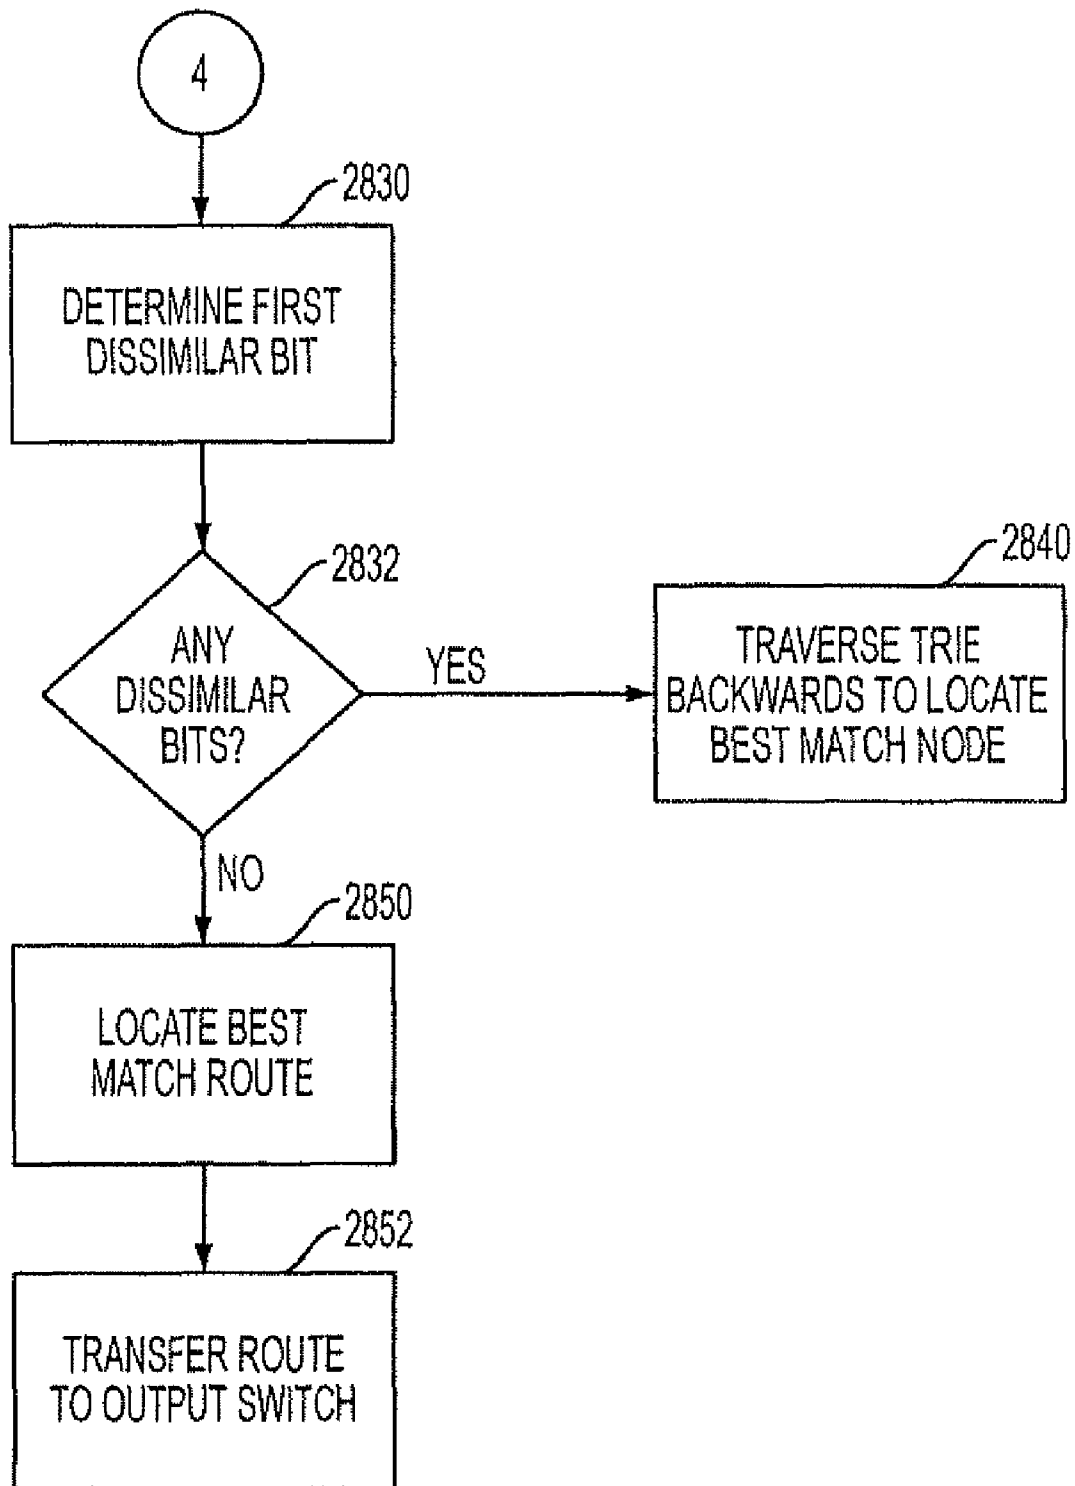 4
2830
DETERMINE FIRST
DISSIMILAR BIT
2832
ANY
DISSIMILAR
BITS?
YES
2840
TRAVERSE TRIE
BACKWARDS TO LOCATE
BEST MATCH NODE
NO
2850
LOCATE BEST
MATCH ROUTE
2852
TRANSFER ROUTE
TO OUTPUT SWITCH